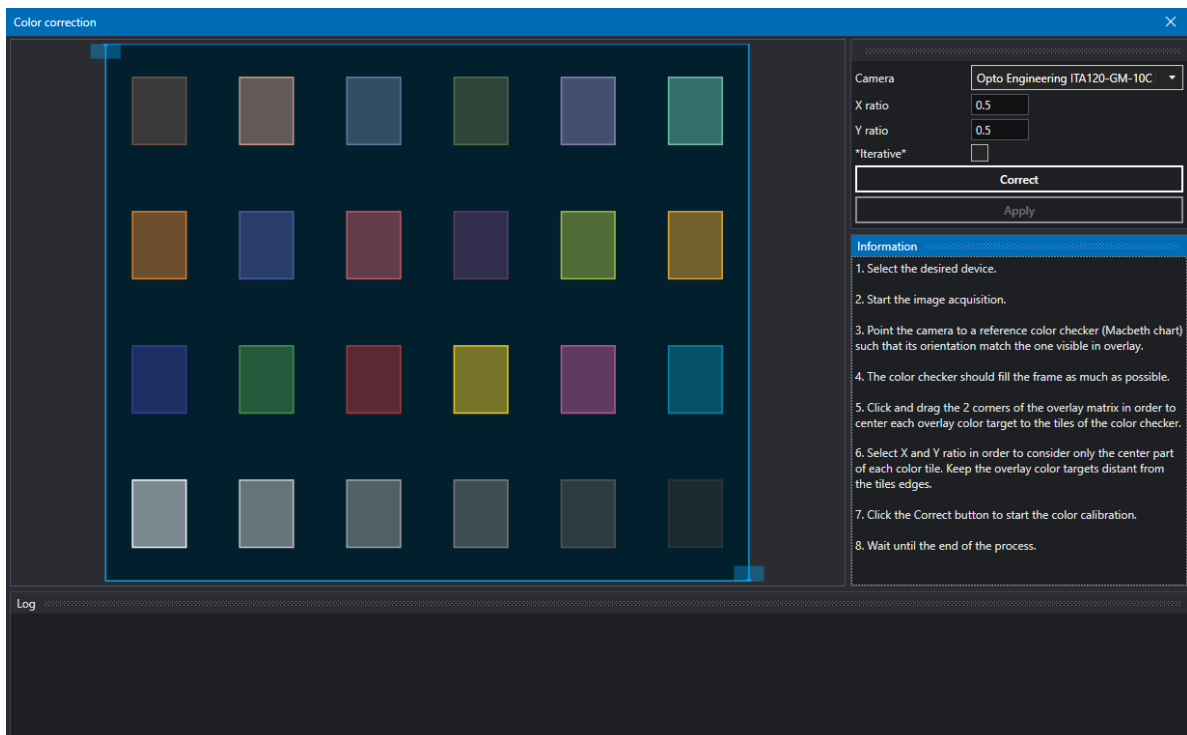 Color correction
Camera
Opto Engineering ITA120-GM-10C
X ratio
0.5
Y ratio
0.5
*Iterative*
Correct
Apply
Information
1. Select the desired device.
2. Start the image acquisition.
3. Point the camera to a reference color checker (Macbeth chart)
such that its orientation match the one visible in overlay.
4. The color checker should fill the frame as much as possible.
5. Click and drag the 2 corners of the overlay matrix in order to
center each overlay color target to the tiles of the color checker.
6. Select X and Y ratio in order to consider only the center part
of each color tile. Keep the overlay color targets distant from
the tiles edges.
7. Click the Correct button to start the color calibration.
8. Wait until the end of the process.
Log